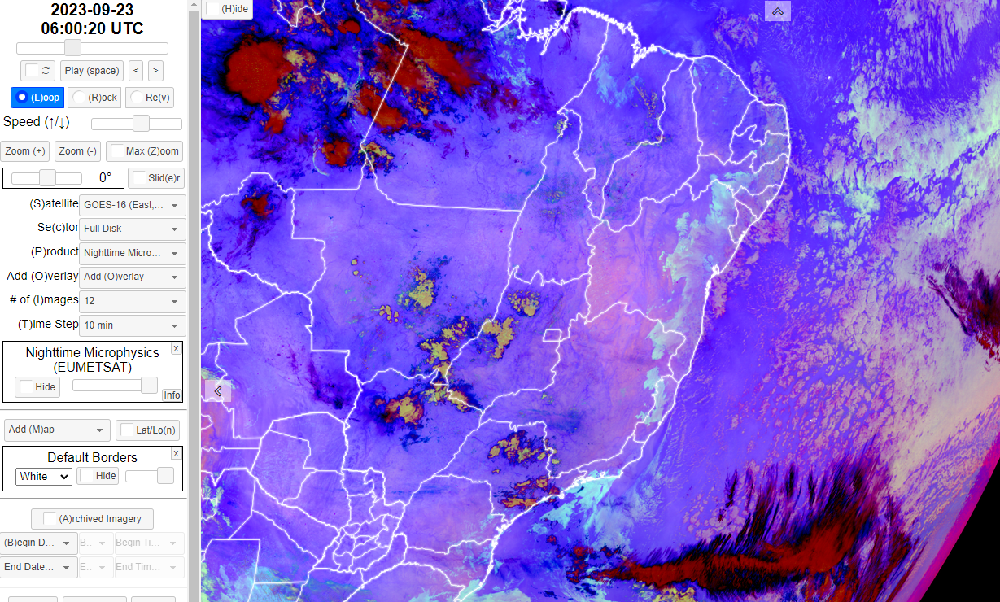 2023-09-23
06:00:20 UTC
(H)ide
Play (space)
<
>
(L)oop
(R)ock
Re(v)
Speed (↑/↓)
Zoom (+)
Zoom (-)
Max (Z)oom
0°
Slid(e)r
(S)atellite
GOES-16 (East;...
Se(c)tor
Full Disk
(P)roduct
Nighttime Micro...
Add (O)verlay
Add (O)verlay
# of (I)mages
12
(T)ime Step
10 min
Nighttime Microphysics
X
(EUMETSAT)
Hide
Info
Add (M)ap
Lat/Lo(n)
Default Borders
X
White
Hide
(A)rchived Imagery
(B)egin D...
B..
Begin Ti...
End Date...
E..
End Tim...